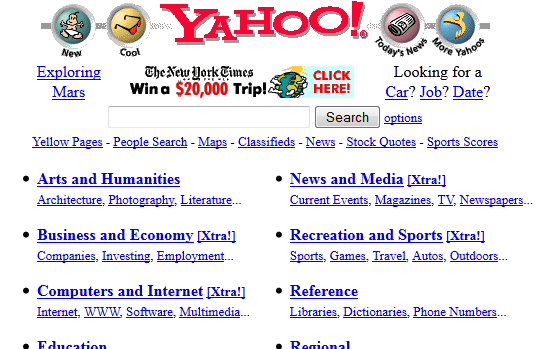 YAHOO!
New
Cool
Today's News
More Yahoos
Exploring
Mars
The New York Times
Win a $20,000 Trip!
CLICK
HERE!
Looking for a
Car? Job? Date?
Search options
Yellow Pages - People Search - Maps - Classifieds - News - Stock Quotes - Sports Scores
Arts and Humanities
Architecture, Photography, Literature...
News and Media [Xtra!]
Current Events, Magazines, TV, Newspapers...
Business and Economy [Xtra!]
Companies, Investing, Employment...
Recreation and Sports [Xtra!]
Sports, Games, Travel, Autos, Outdoors...
Computers and Internet [Xtra!]
Internet, WWW, Software, Multimedia...
Reference
Libraries, Dictionaries, Phone Numbers...
Education
Regional